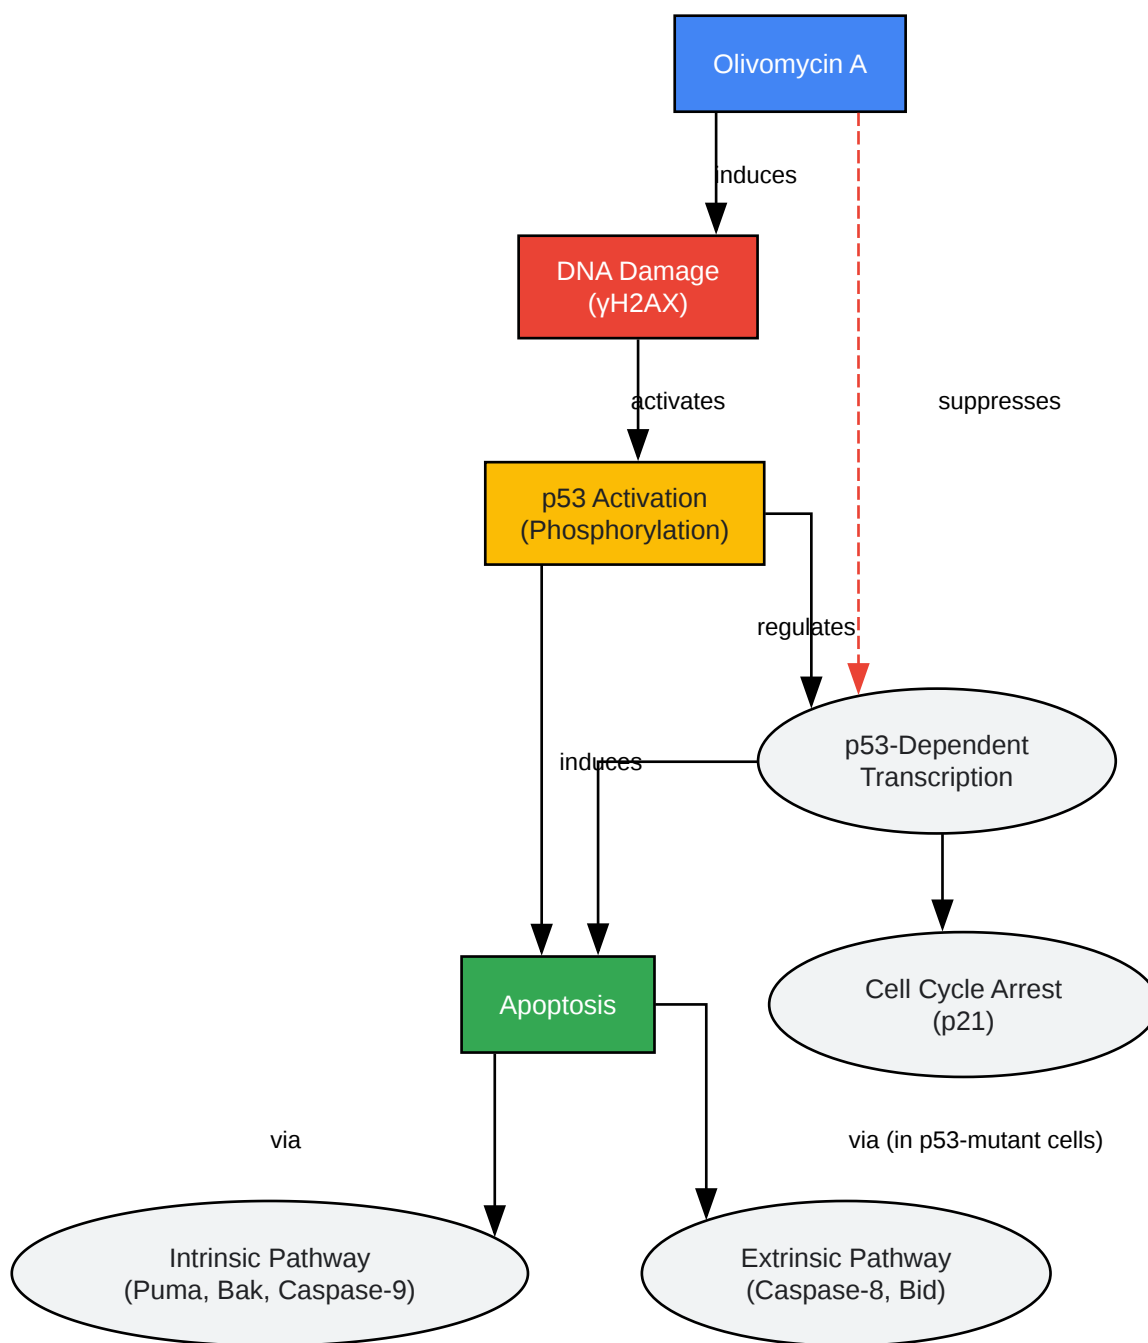 Olivomycin A
induces
DNA Damage
(γH2AX)
activates
suppresses
p53 Activation
(Phosphorylation)
regulates
p53-Dependent
Transcription
induces
Cell Cycle Arrest
(p21)
Apoptosis
via
via (in p53-mutant cells)
Intrinsic Pathway
(Puma, Bak, Caspase-9)
Extrinsic Pathway
(Caspase-8, Bid)